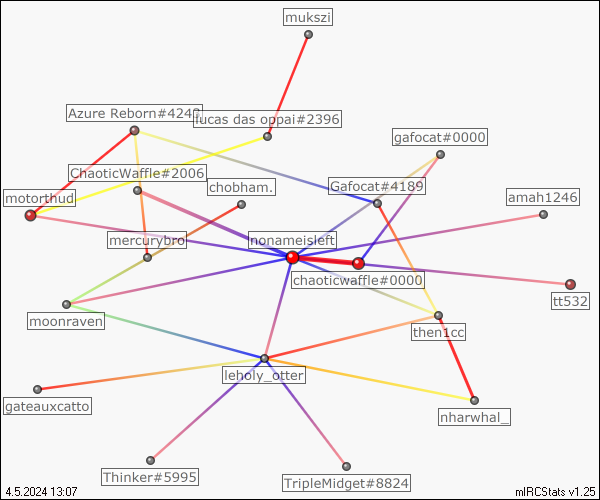 mukszi
Azure Reborn#4243
lucas das oppai#2396
gafocat#0000
ChaoticWaffle#2006
chobham.
Gafocat#4189
motorthud
amah1246
mercurybro
nonameisleft
chaoticwaffle#0000
tt532
moonraven
then1cc
leholy_otter
gateauxcatto
nharwhal_
Thinker#5995
TripleMidget#8824
4.5.2024 13:07
mIRCStats v1.25